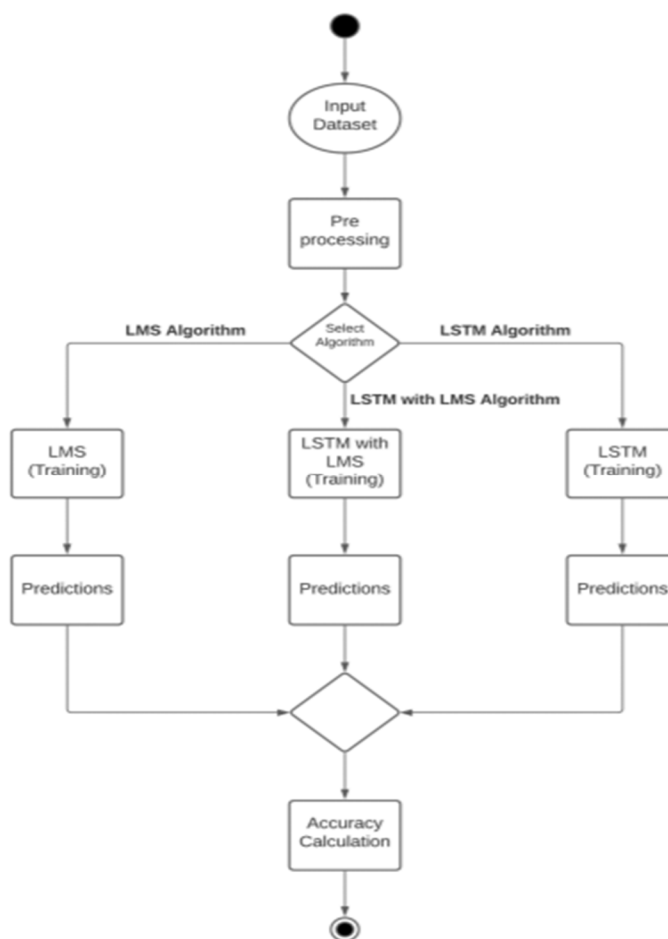 Input
Dataset
Pre
processing
Select
Algorithm
LMS Algorithm
LSTM Algorithm
LSTM with LMS Algorithm
LMS
(Training)
LSTM with
LMS
(Training)
LSTM
(Training)
Predictions
Predictions
Predictions
Accuracy
Calculation